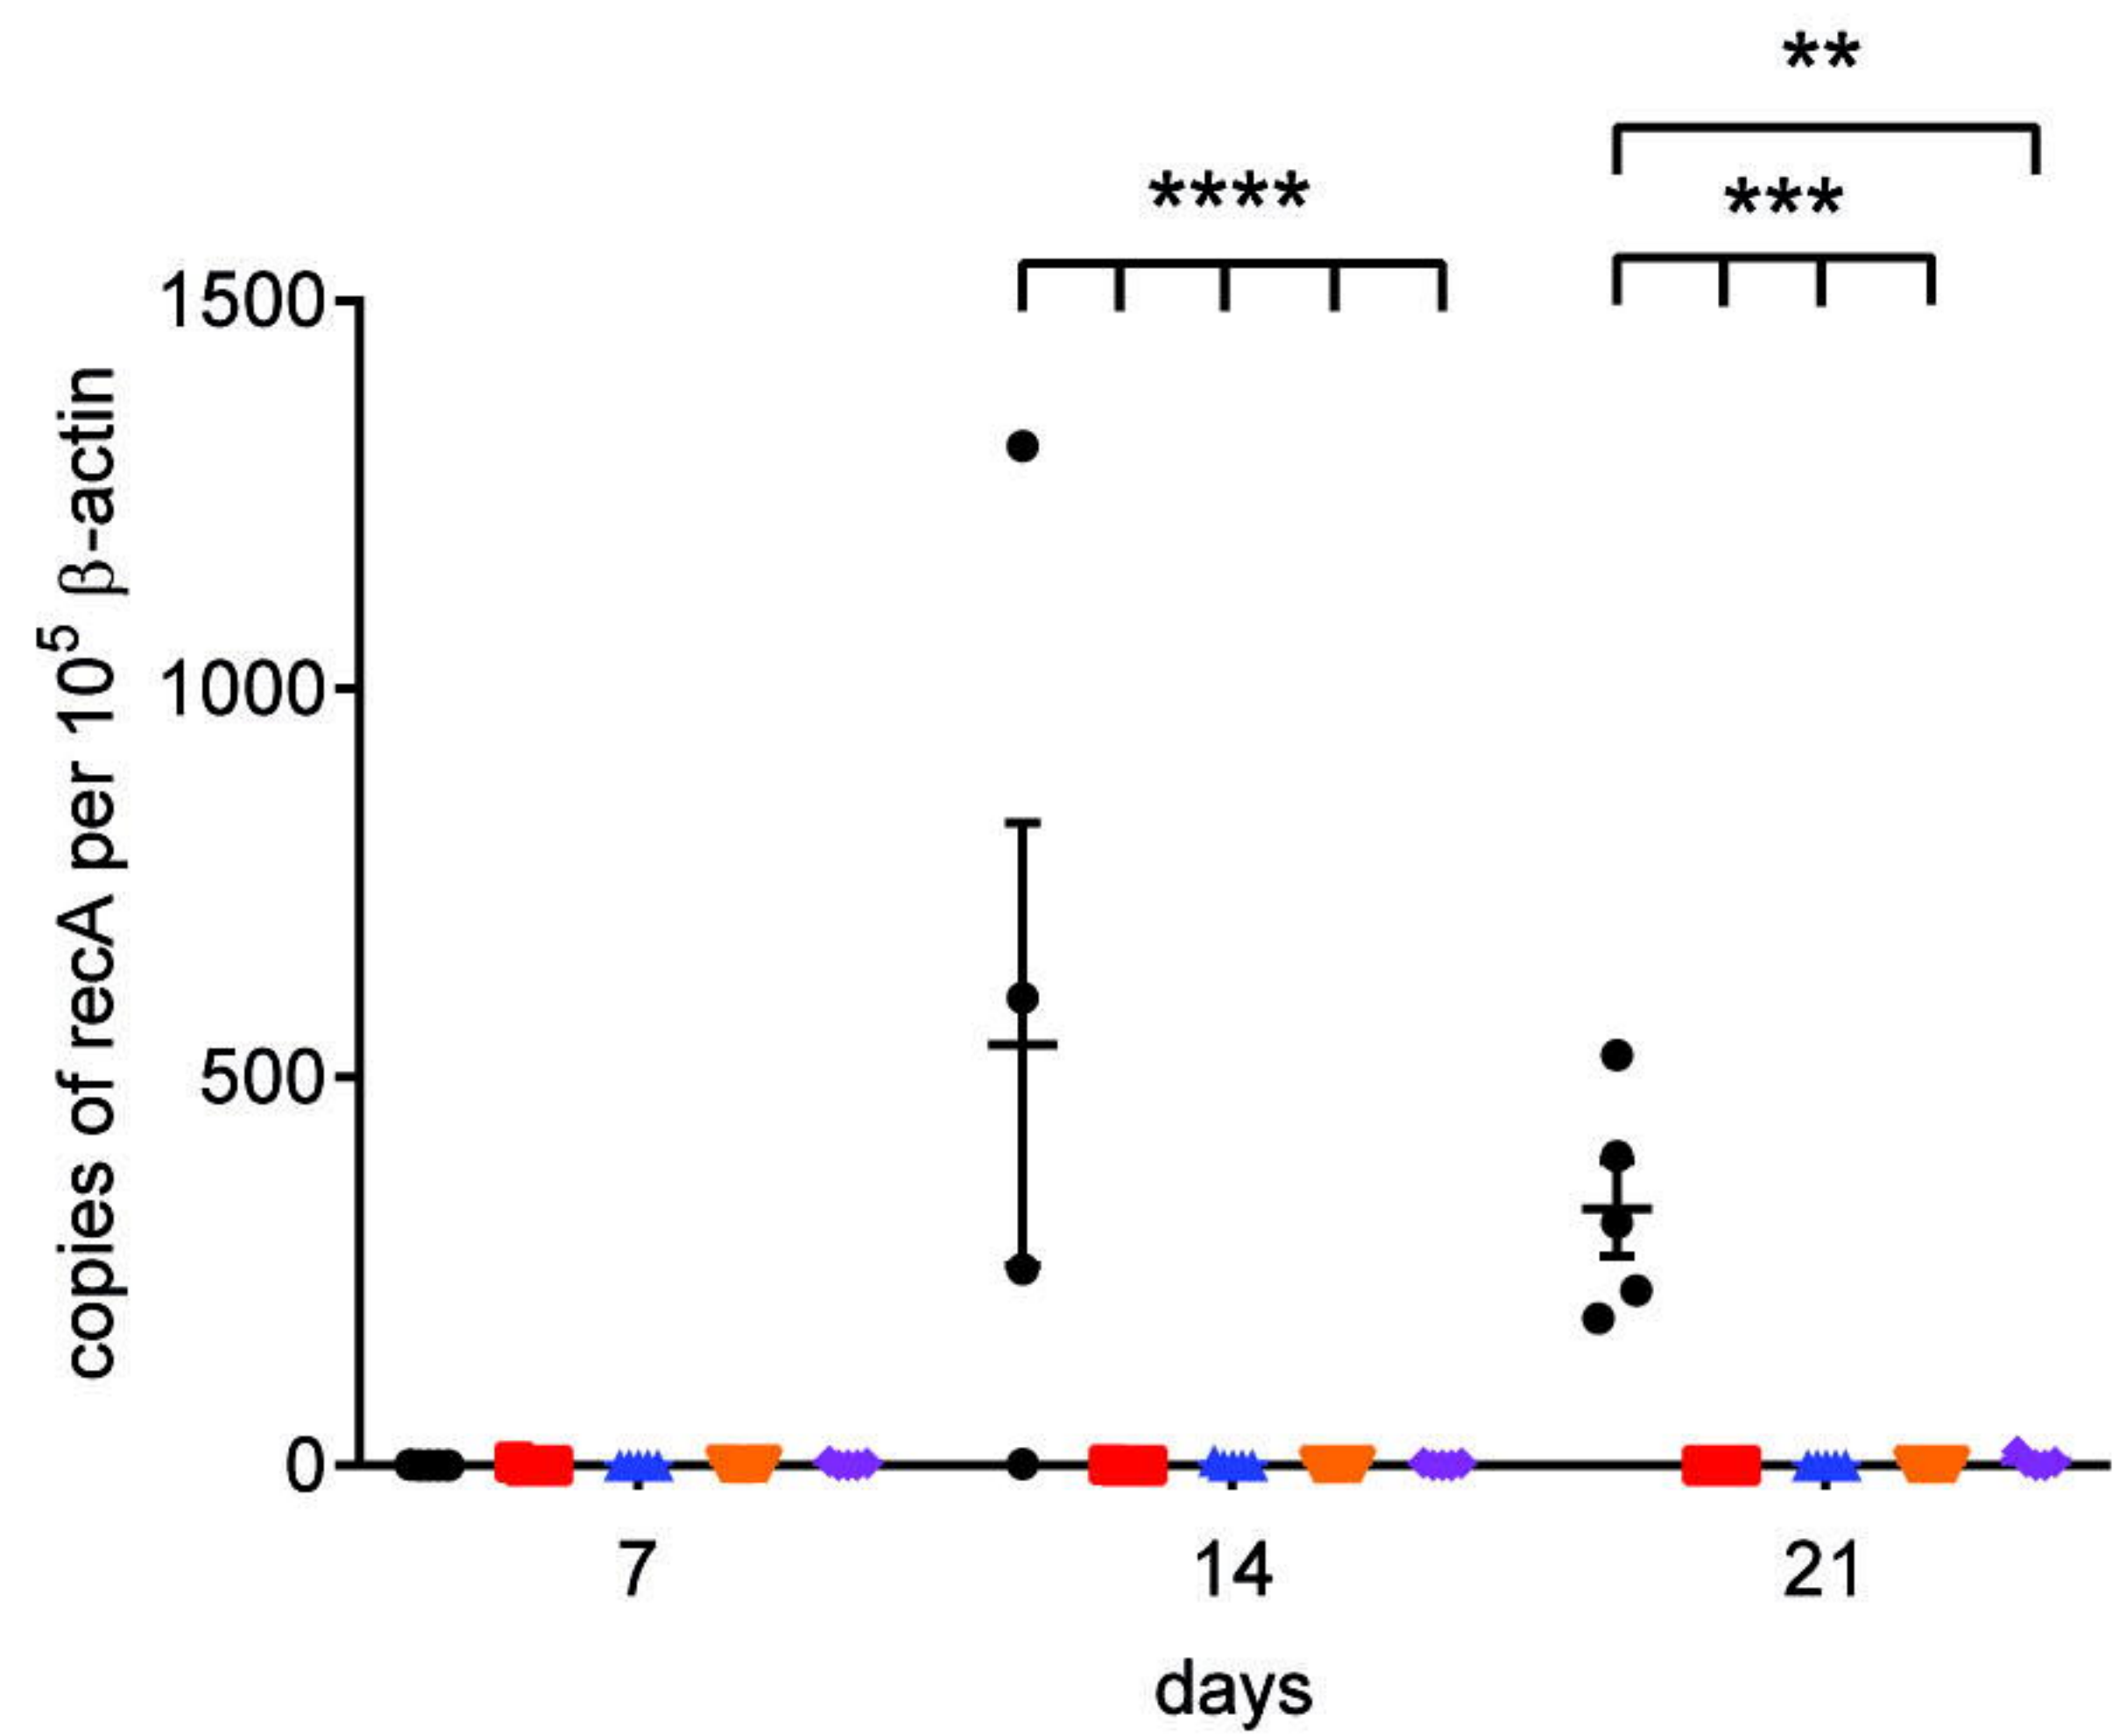 **
****
***
1500
1000
500
0
copies of recA per 10⁵ β-actin
7 14 21
days